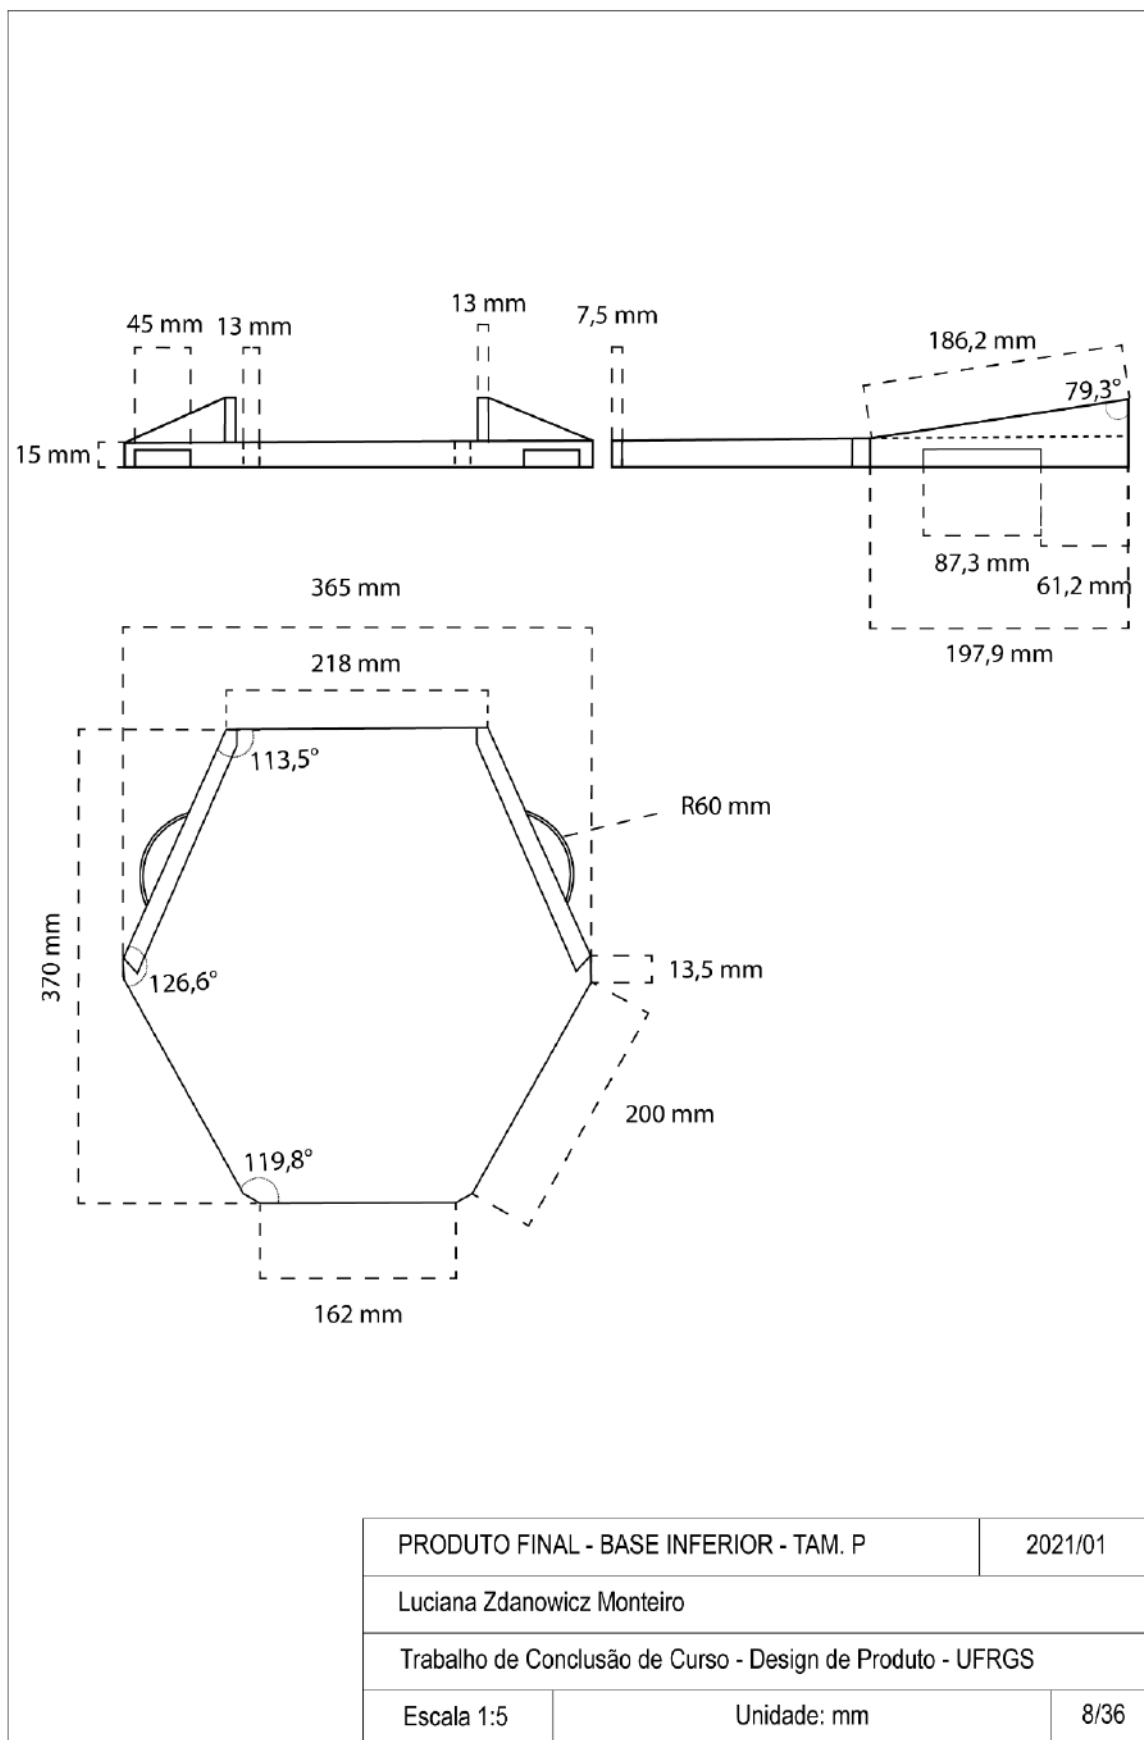 13 mm
45 mm
13 mm
7,5 mm
186,2 mm
79,3°
15 mm
87,3 mm
61,2 mm
197,9 mm
365 mm
218 mm
113,5°
R60 mm
370 mm
126,6°
13,5 mm
200 mm
119,8°
162 mm
PRODUTO FINAL - BASE INFERIOR - TAM. P
2021/01
Luciana Zdanowicz Monteiro
Trabalho de Conclusão de Curso - Design de Produto - UFRGS
Escala 1:5
Unidade: mm
8/36